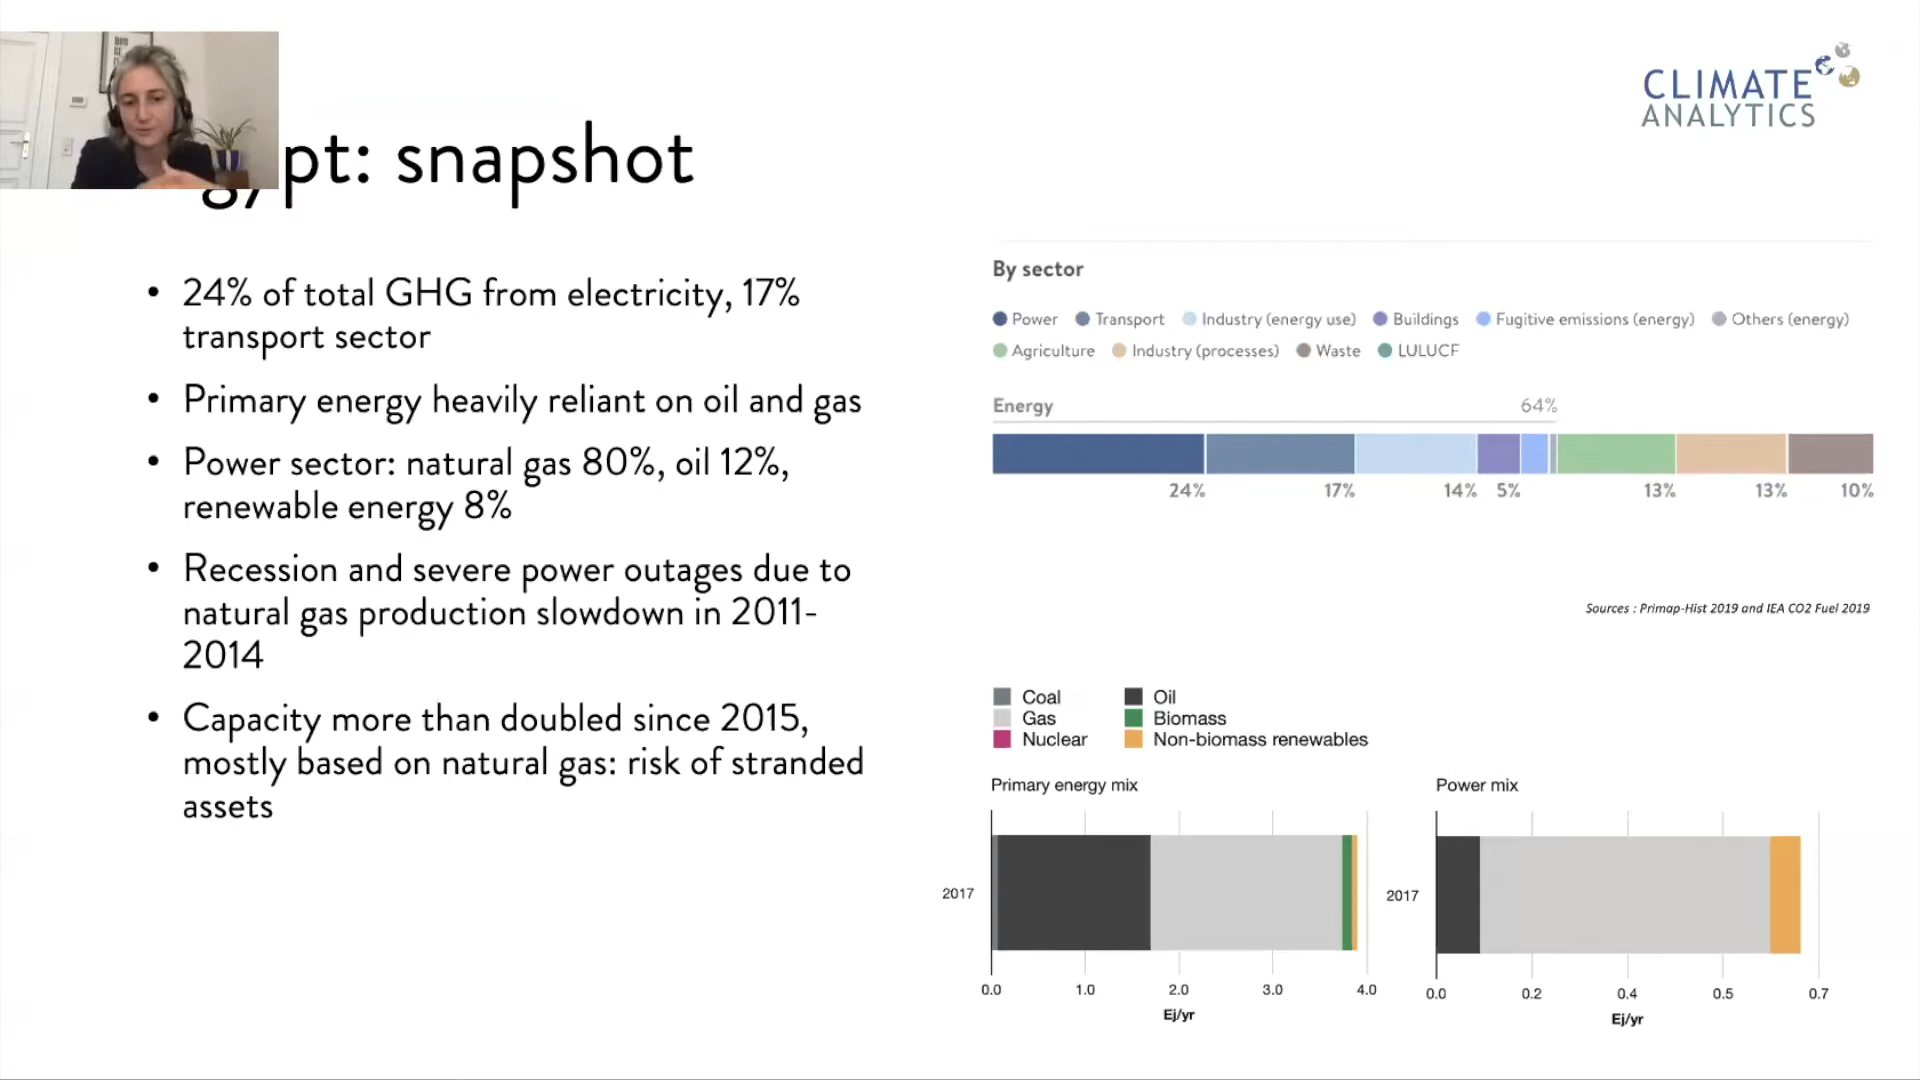 CLIMATE
ANALYTICS
gypt: snapshot
• 24% of total GHG from electricity, 17%
transport sector
• Primary energy heavily reliant on oil and gas
• Power sector: natural gas 80%, oil 12%,
renewable energy 8%
• Recession and severe power outages due to
natural gas production slowdown in 2011-
2014
• Capacity more than doubled since 2015,
mostly based on natural gas: risk of stranded
assets
By sector
Power Transport Industry (energy use) Buildings Fugitive emissions (energy) Others (energy)
Agriculture Industry (processes) Waste LULUCF
Energy 64%
24% 17% 14% 5% 13% 13% 10%
Sources : Primap-Hist 2019 and IEA CO2 Fuel 2019
Coal Oil
Gas Biomass
Nuclear Non-biomass renewables
Primary energy mix
2017
0.0 1.0 2.0 3.0 4.0
Ej/yr
Power mix
2017
0.0 0.2 0.4 0.5 0.7
Ej/yr